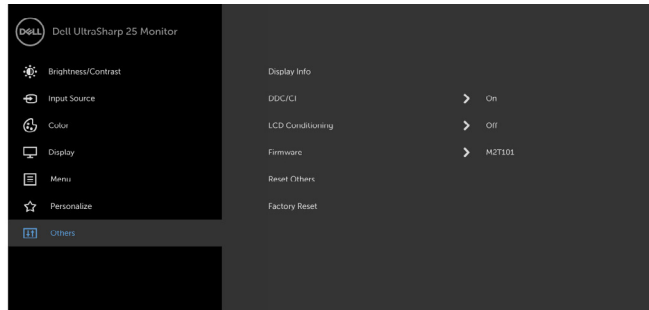 DELL Dell UltraSharp 25 Monitor
Brightness/Contrast
Input Source
Color
Display
Menu
Personalize
Others
Display Info
DDC/CI On
LCD Conditioning Off
Firmware M2T101
Reset Others
Factory Reset